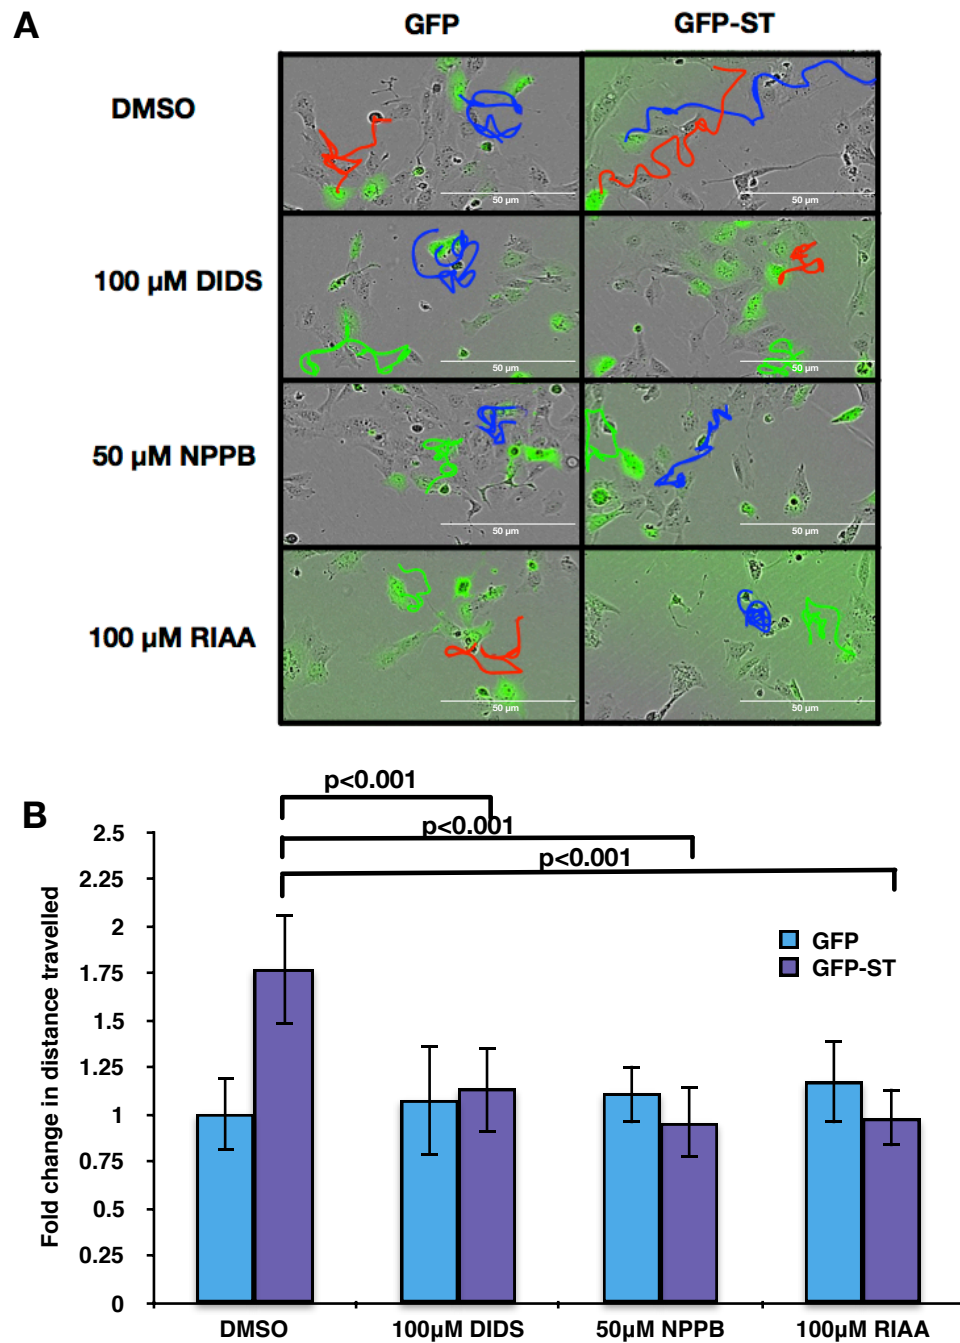 A
GFP GFP-ST
DMSO
50 µm 50 µm
100 µM DIDS
50 µm 50 µm
50 µM NPPB
50 µm 50 µm
100 µM RIAA
50 µm 50 µm
B
p<0.001
p<0.001
p<0.001
Fold change in distance travelled
2.5
2.25
2
1.75
1.5
1.25
1
0.75
0.5
0.25
0
GFP
GFP-ST
DMSO 100µM DIDS 50µM NPPB 100µM RIAA